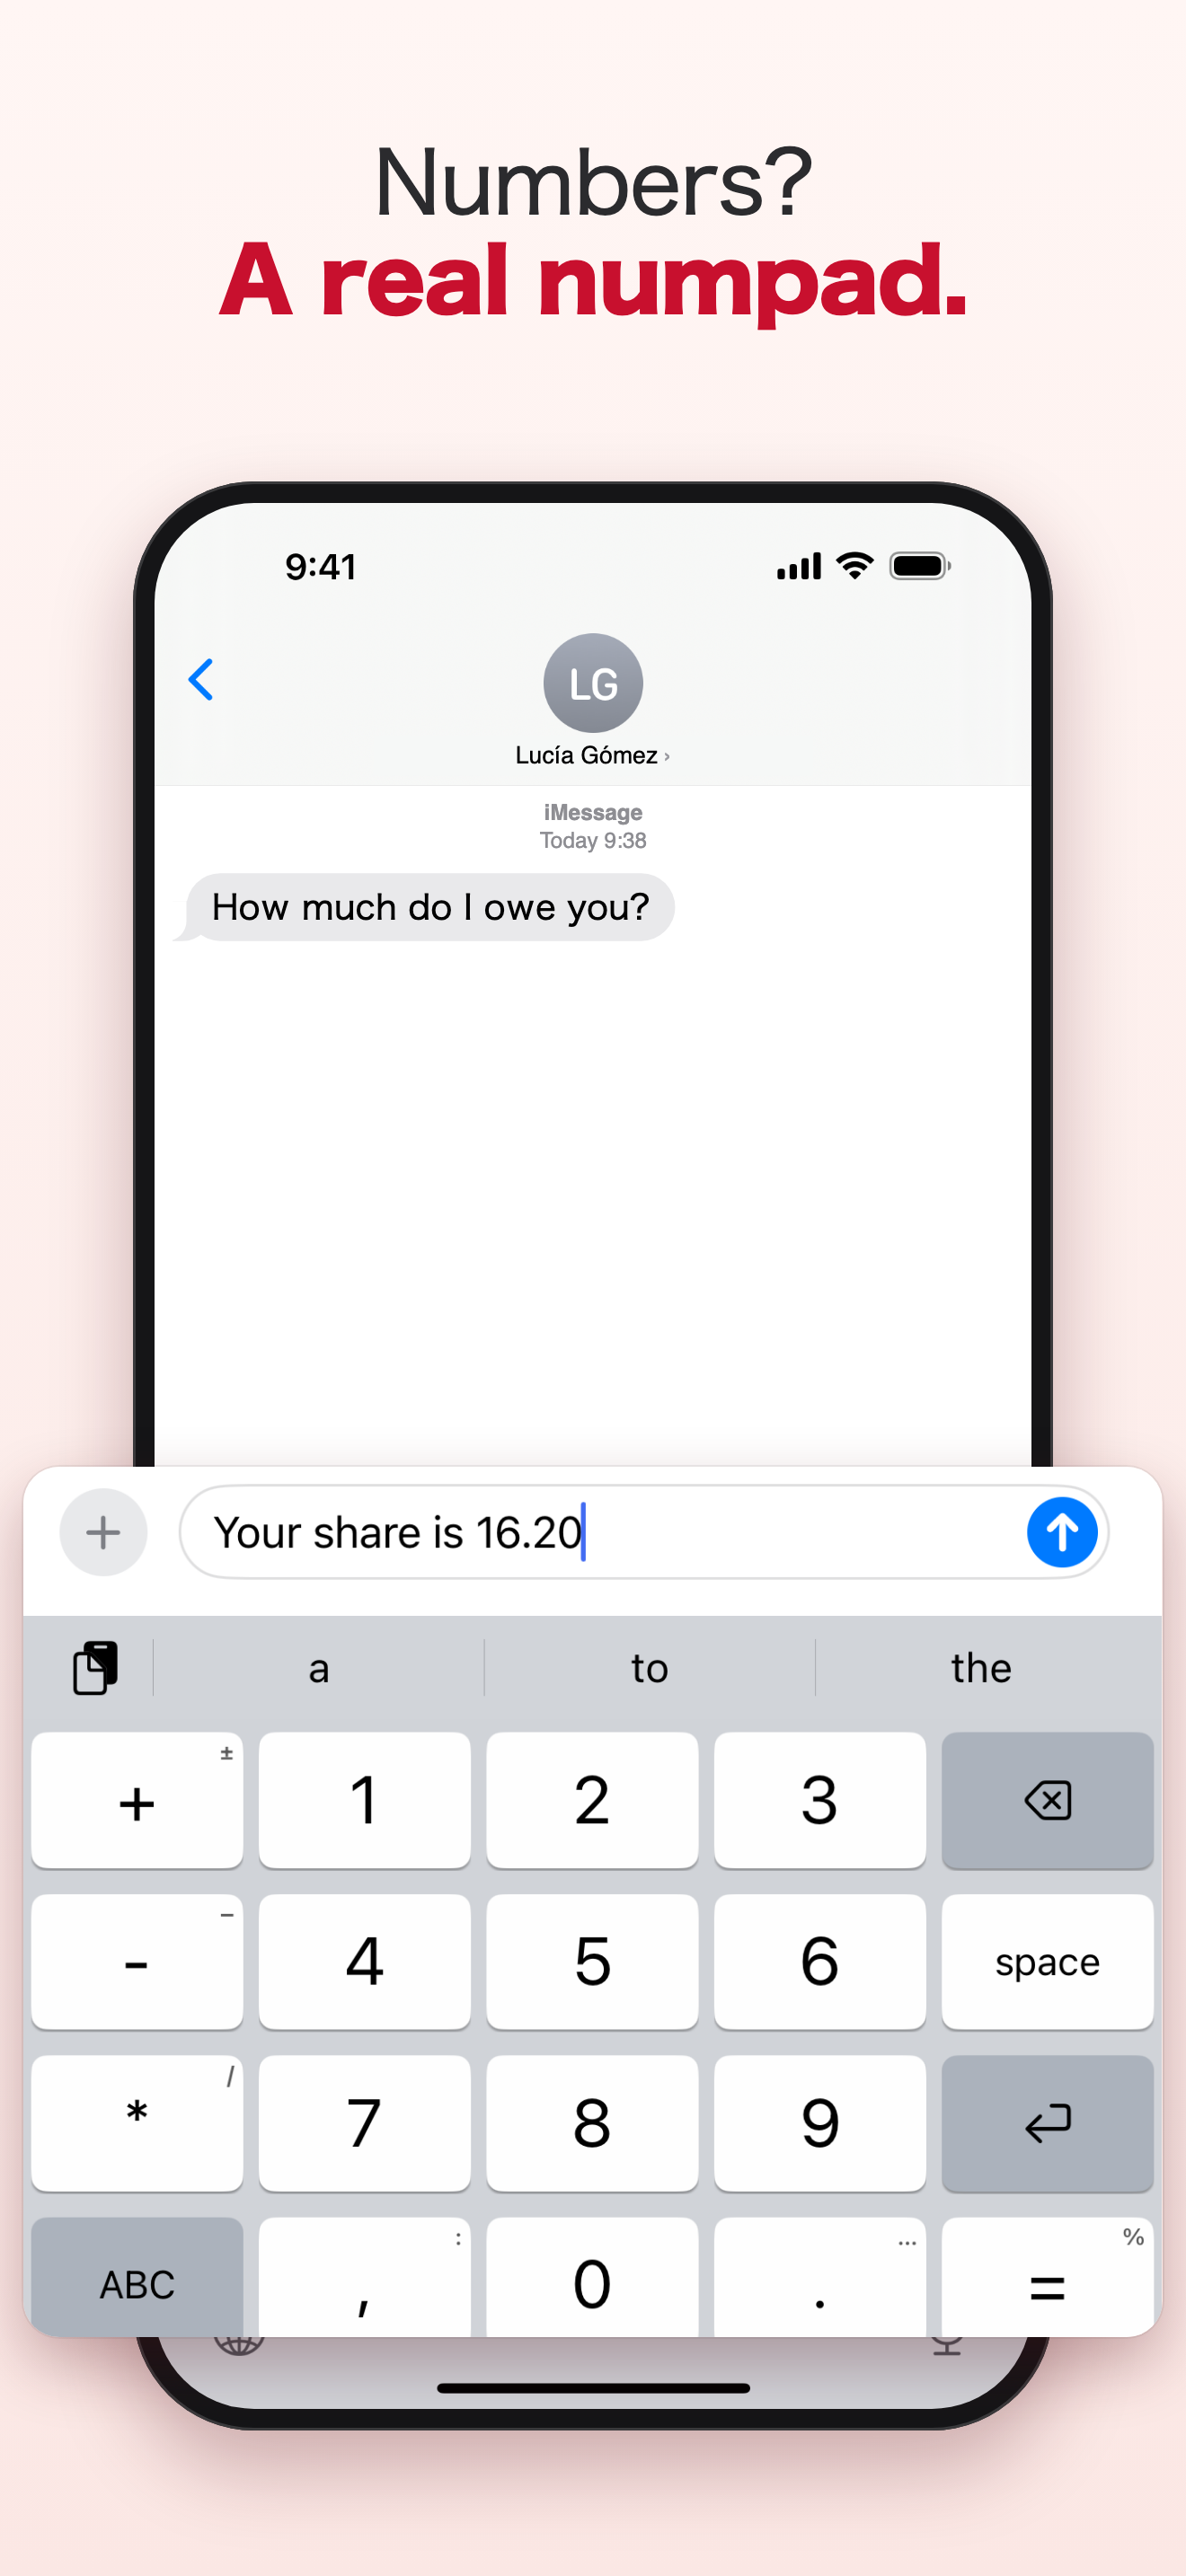 Numbers?
A real numpad.
9:41
LG
Lucía Gómez ›
iMessage
Today 9:38
How much do I owe you?
Your share is 16.20
a to the
+ ± 1 2 3
- – 4 5 6 space
* / 7 8 9
ABC , : 0 . … = %